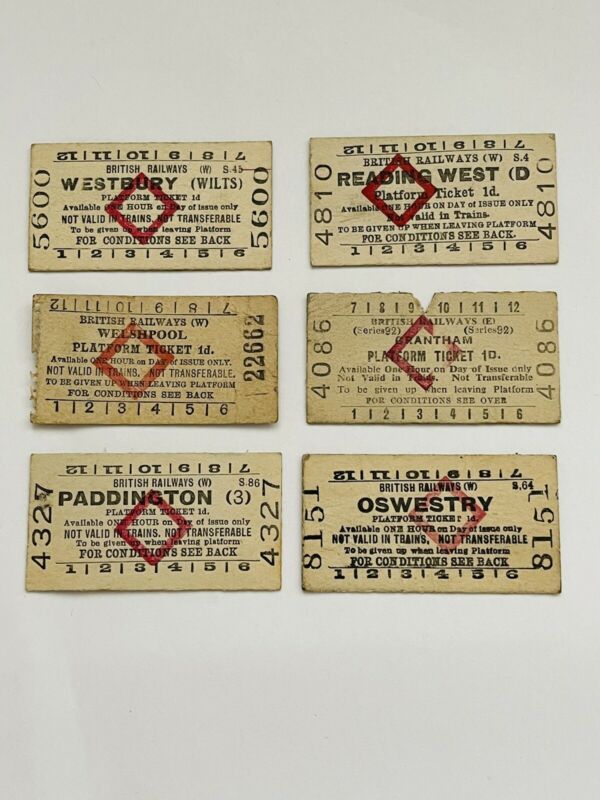 12 | 11 | 10 | 9 | 8 | 7
BRITISH RAILWAYS (W) S.45
WESTBURY (WILTS)
PLATFORM TICKET 1d
Available ONE HOUR on Day of ISSUE only
NOT VALID IN TRAINS. NOT TRANSFERABLE
To be given up when leaving Platform
FOR CONDITIONS SEE BACK
1 | 2 | 3 | 4 | 5 | 6
5600
5600
12 | 11 | 10 | 9 | 8 | 7
BRITISH RAILWAYS (W) S.4
READING WEST (D
Platform Ticket 1d.
Available ONE HOUR ON DAY OF ISSUE ONLY
Not Valid in Trains.
TO BE GIVEN UP WHEN LEAVING PLATFORM
FOR CONDITIONS SEE BACK.
1 | 2 | 3 | 4 | 5 | 6
4810
4810
12 | 11 | 10 | 9 | 8 | 7
BRITISH RAILWAYS (W)
WELSHPOOL
PLATFORM TICKET 1d.
Available ONE HOUR on Day of ISSUE ONLY.
NOT VALID IN TRAINS. NOT TRANSFERABLE.
TO BE GIVEN UP WHEN LEAVING PLATFORM
FOR CONDITIONS SEE BACK
1 | 2 | 3 | 4 | 5 | 6
22662
7 | 8 | 9 | 10 | 11 | 12
BRITISH RAILWAYS (E)
(Series92) (Series92)
RANTHAM
PLATFORM TICKET 1D.
Available One Hour on Day of Issue only
Not Valid in Trains. Not Transferable
To be given up when leaving Platform
FOR CONDITIONS SEE OVER
1 | 2 | 3 | 4 | 5 | 6
4086
4086
12 | 11 | 10 | 9 | 8 | 7
BRITISH RAILWAYS (W) S.86
PADDINGTON (3)
PLATFORM TICKET 1d.
Available ONE HOUR on Day of issue only
NOT VALID IN TRAINS. NOT TRANSFERABLE
To be given up when leaving platform
FOR CONDITIONS SEE BACK
1 | 2 | 3 | 4 | 5 | 6
4327
4327
12 | 11 | 10 | 9 | 8 | 7
BRITISH RAILWAYS (W) S.64
OSWESTRY
PLATFORM TICKET 1d.
Available ONE HOUR on Day of Issue only
NOT VALID IN TRAINS. NOT TRANSFERABLE
To be given up when leaving Platform
FOR CONDITIONS SEE BACK
1 | 2 | 3 | 4 | 5 | 6
8151
8151